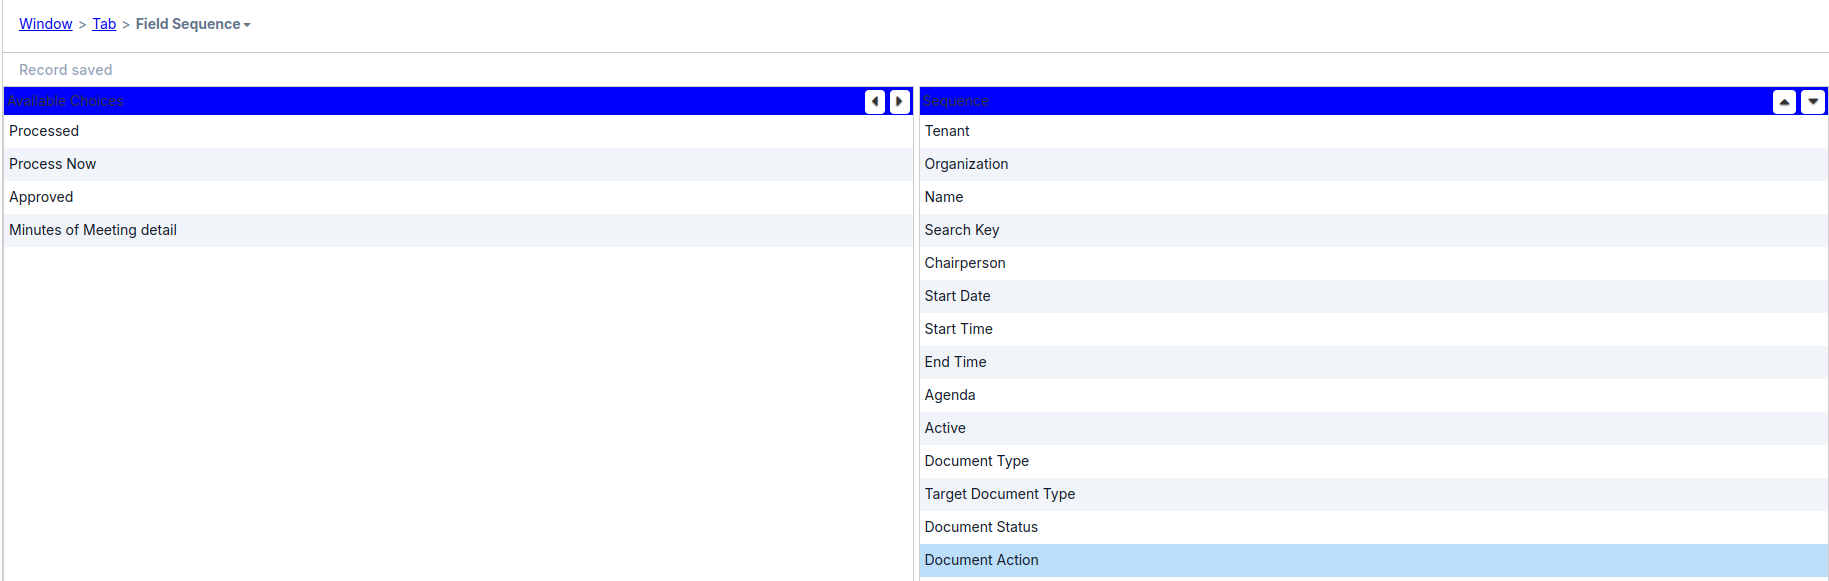 Window > Tab > Field Sequence
Record saved
Available Choices
Processed
Process Now
Approved
Minutes of Meeting detail
Sequence
Tenant
Organization
Name
Search Key
Chairperson
Start Date
Start Time
End Time
Agenda
Active
Document Type
Target Document Type
Document Status
Document Action